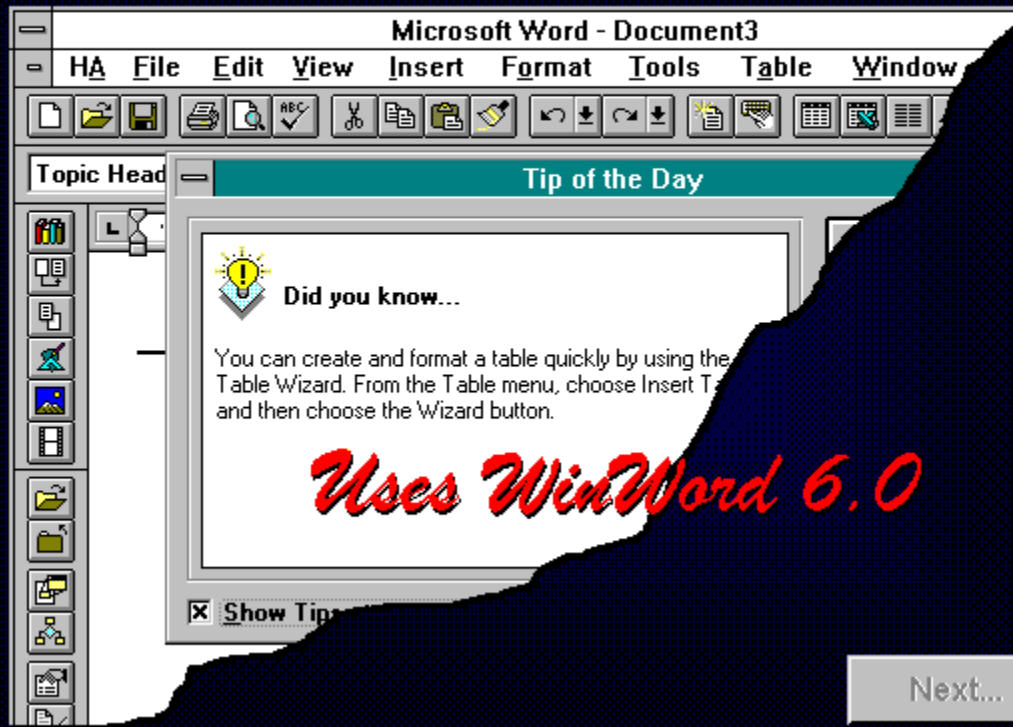 Microsoft Word - Document3
HA File Edit View Insert Format Tools Table Window
ABC
Topic Head
L
Tip of the Day
Did you know...
You can create and format a table quickly by using the
Table Wizard. From the Table menu, choose Insert T
and then choose the Wizard button.
Uses WinWord 6.0
Show Tip
Next...